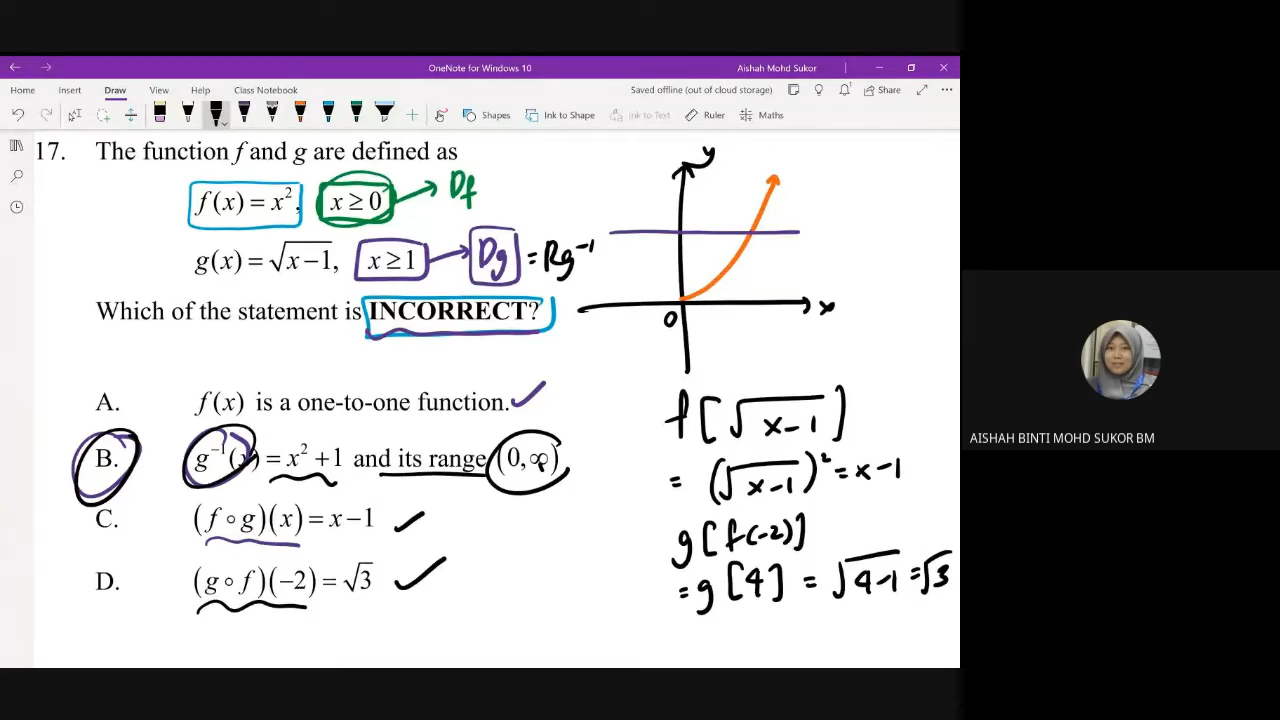 OneNote for Windows 10
Aishah Mohd Sukor
Home Insert Draw View Help Class Notebook
Saved offline (out of cloud storage) Share
Shapes Ink to Shape Ink to Text Ruler Maths
17. The function f and g are defined as
f(x) = x², x ≥ 0 Df
g(x) = √(x−1), x ≥ 1 Dg = Rg⁻¹
Which of the statement is INCORRECT?
A. f(x) is a one-to-one function. ✓
B. g⁻¹(x) = x² + 1 and its range (0, ∞)
C. (f ∘ g)(x) = x − 1 ✓
D. (g ∘ f)(−2) = √3 ✓
y
x
0
f[√(x−1)]
= (√(x−1))² = x − 1
g[f(-2)]
= g[4] = √(4−1) = √3
AISHAH BINTI MOHD SUKOR BM